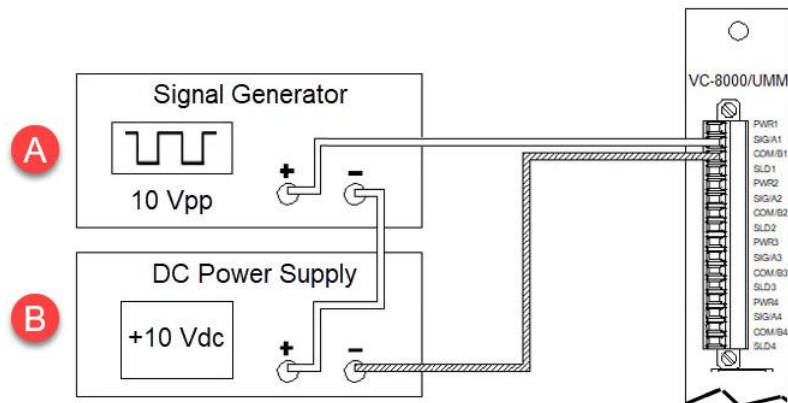 A
Signal Generator
10 Vpp
+
-
B
DC Power Supply
+10 Vdc
+
-
VC-8000/UMM
PWR1
SIG/A1
COM/B1
SLD1
PWR2
SIG/A2
COM/B2
SLD2
PWR3
SIG/A3
COM/B3
SLD3
PWR4
SIG/A4
COM/B4
SLD4